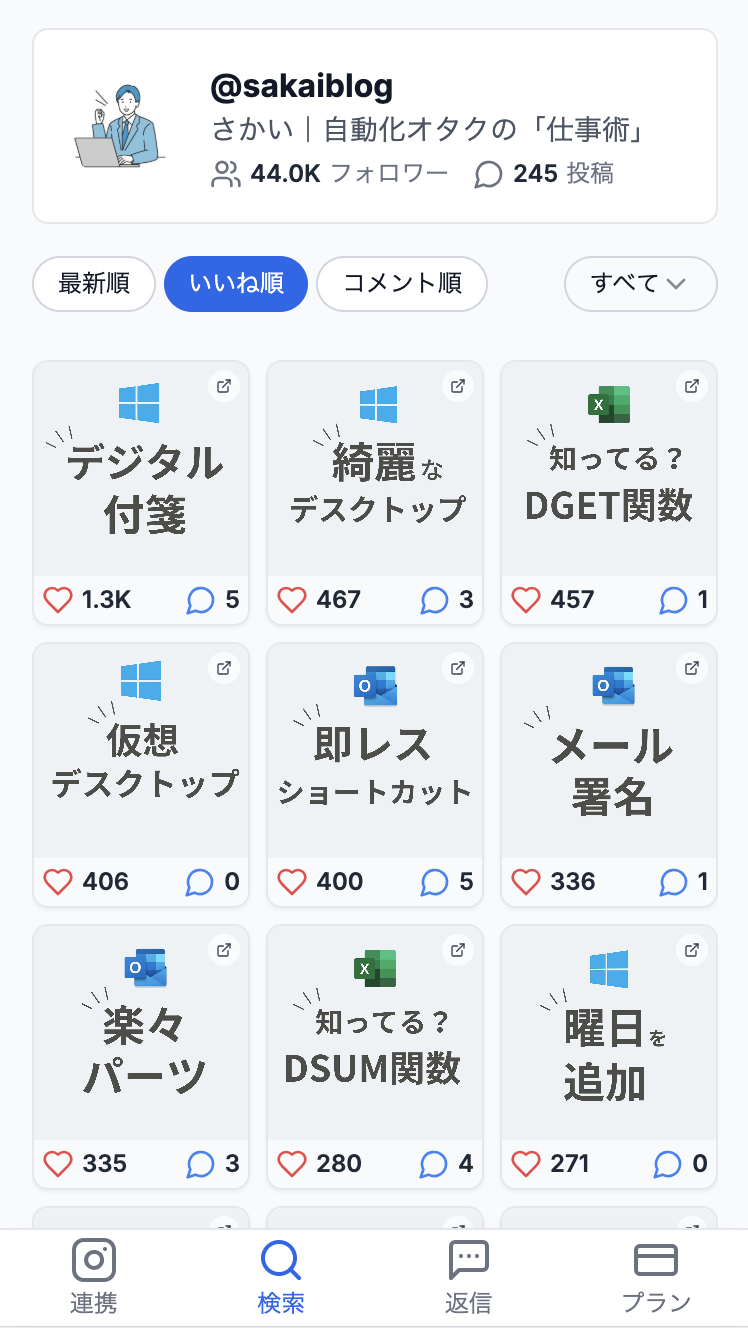 @sakaiblog
さかい｜自動化オタクの「仕事術」
44.0K フォロワー 245 投稿
最新順 いいね順 コメント順 すべて
デジタル
付箋
1.3K 5
綺麗な
デスクトップ
467 3
X
知ってる？
DGET関数
457 1
仮想
デスクトップ
406 0
O
即レス
ショートカット
400 5
O
メール
署名
336 1
O
楽々
パーツ
335 3
X
知ってる？
DSUM関数
280 4
曜日を
追加
271 0
連携 検索 返信 プラン